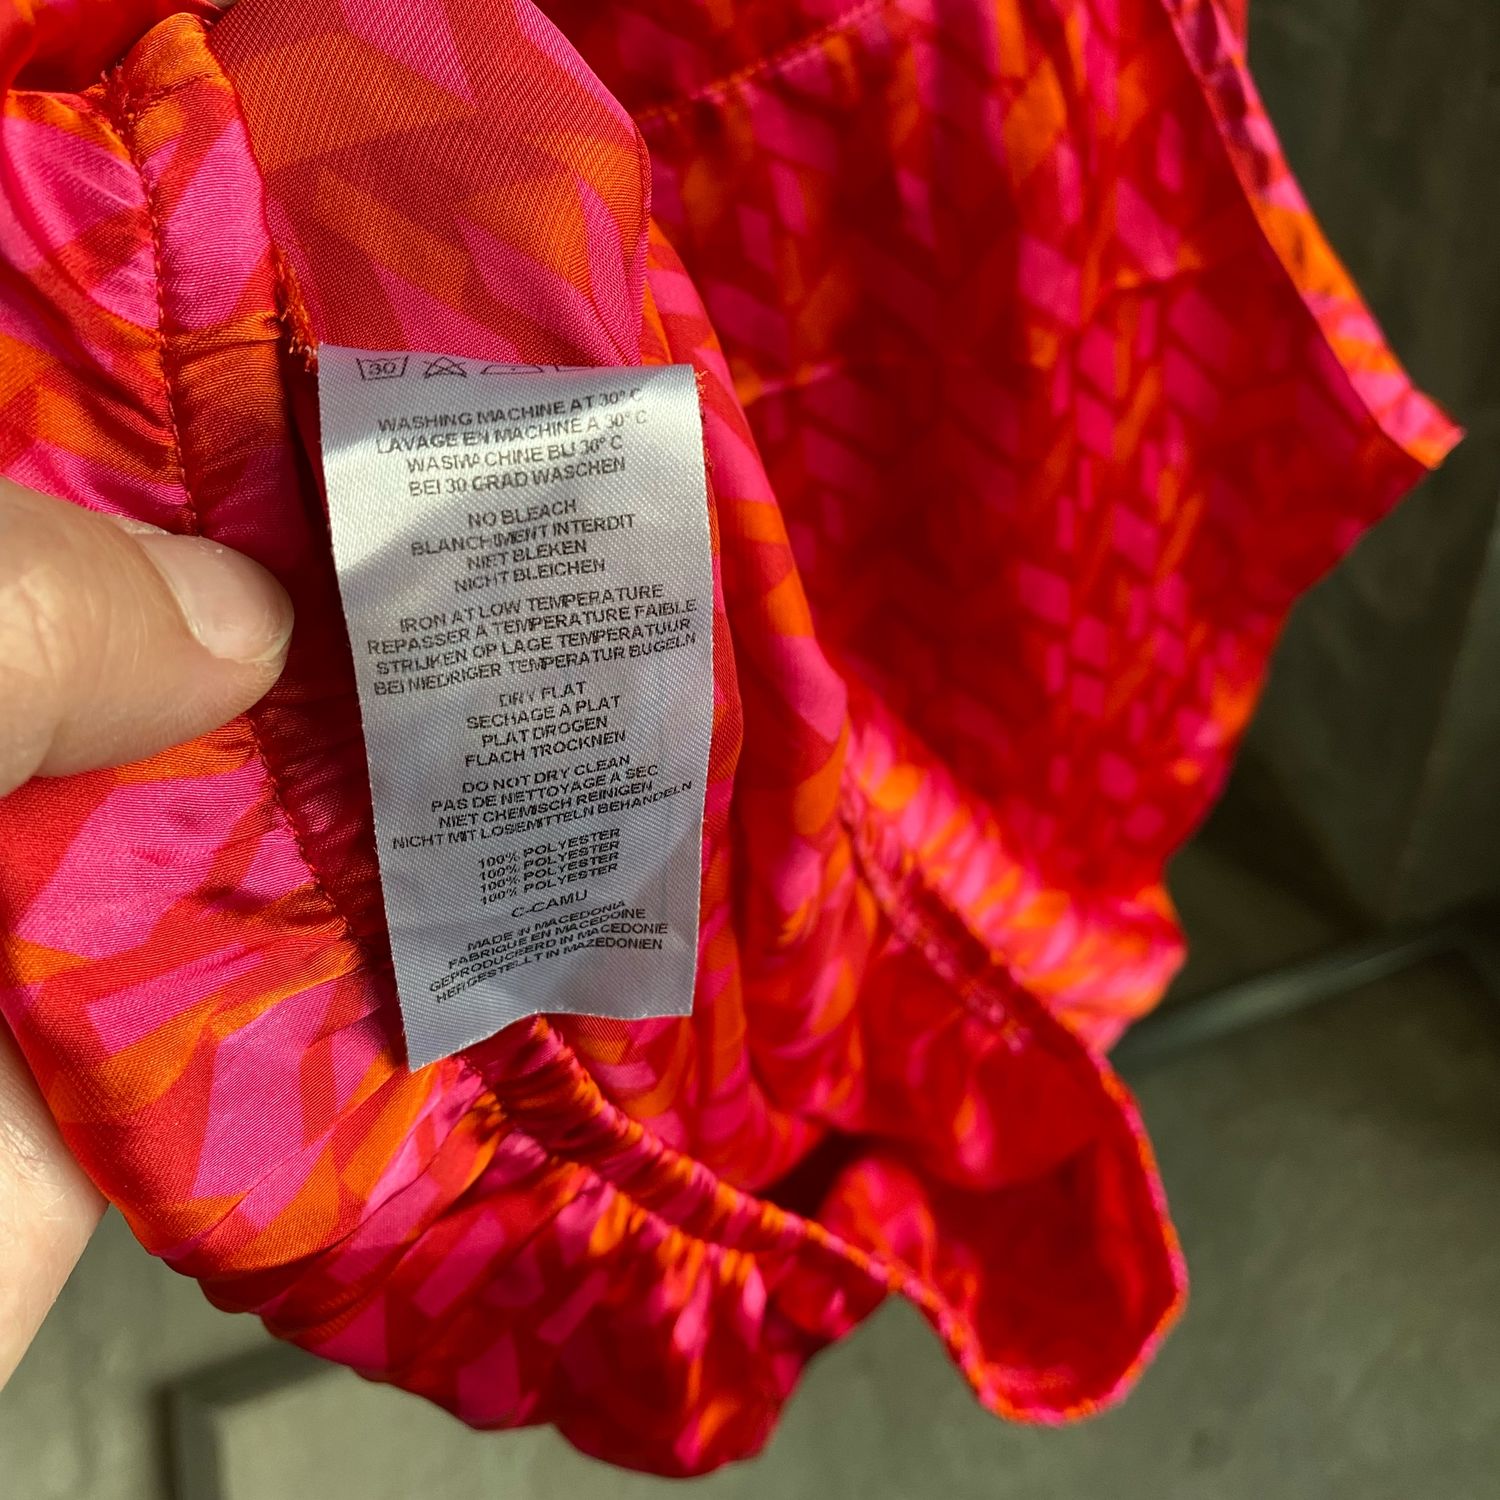 30
WASHING MACHINE AT 30° C
LAVAGE EN MACHINE A 30° C
WASMACHINE BIJ 30° C
BEI 30 GRAD WASCHEN
NO BLEACH
BLANCHIMENT INTERDIT
NIET BLEKEN
NICHT BLEICHEN
IRON AT LOW TEMPERATURE
REPASSER A TEMPERATURE FAIBLE
STRIJKEN OP LAGE TEMPERATUUR
BEI NIEDRIGER TEMPERATUR BUGELN
DRY FLAT
SECHAGE A PLAT
PLAT DROGEN
FLACH TROCKNEN
DO NOT DRY CLEAN
PAS DE NETTOYAGE A SEC
NIET CHEMISCH REINIGEN
NICHT MIT LOSEMITTELN BEHANDELN
100% POLYESTER
100% POLYESTER
100% POLYESTER
100% POLYESTER
C-CAMU
MADE IN MACEDONIA
FABRIQUE EN MACEDOINE
GEPRODUCEERD IN MACEDONIE
HERGESTELLT IN MAZEDONIEN